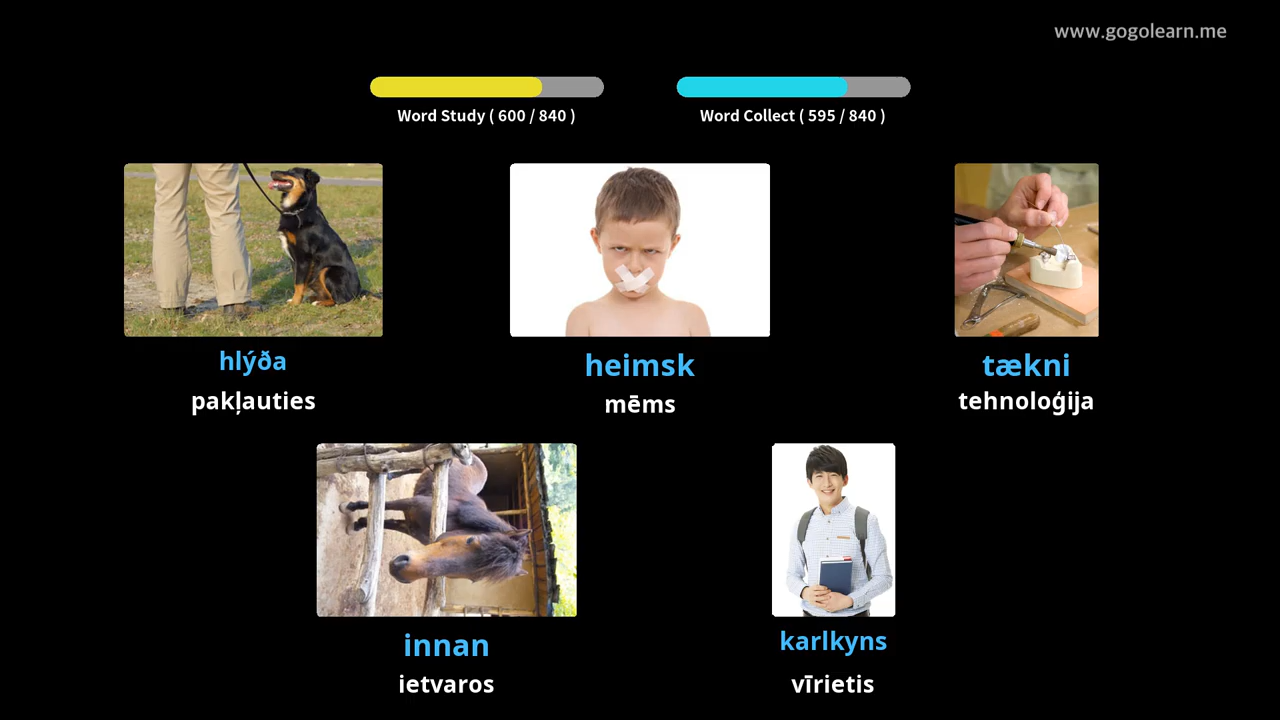 www.gogolearn.me
Word Study ( 600 / 840 )
Word Collect ( 595 / 840 )
hlýða
pakļauties
heimsk
mēms
tækni
tehnoloģija
innan
ietvaros
karlkyns
vīrietis